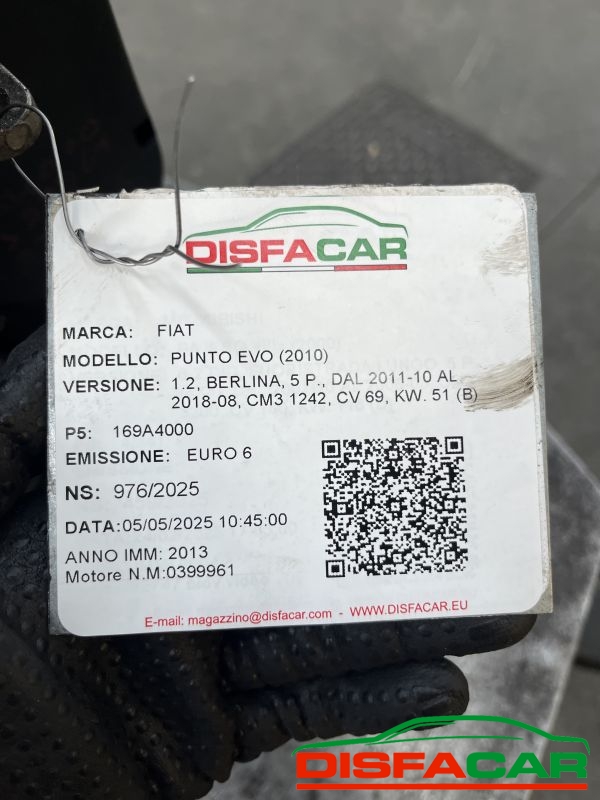 DISFACAR
MARCA: FIAT
MODELLO: PUNTO EVO (2010)
VERSIONE: 1.2, BERLINA, 5 P., DAL 2011-10 AL
2018-08, CM3 1242, CV 69, KW. 51 (B)
P5: 169A4000
EMISSIONE: EURO 6
NS: 976/2025
DATA:05/05/2025 10:45:00
ANNO IMM: 2013
Motore N.M:0399961
E-mail: magazzino@disfacar.com - WWW.DISFACAR.EU
DISFACAR